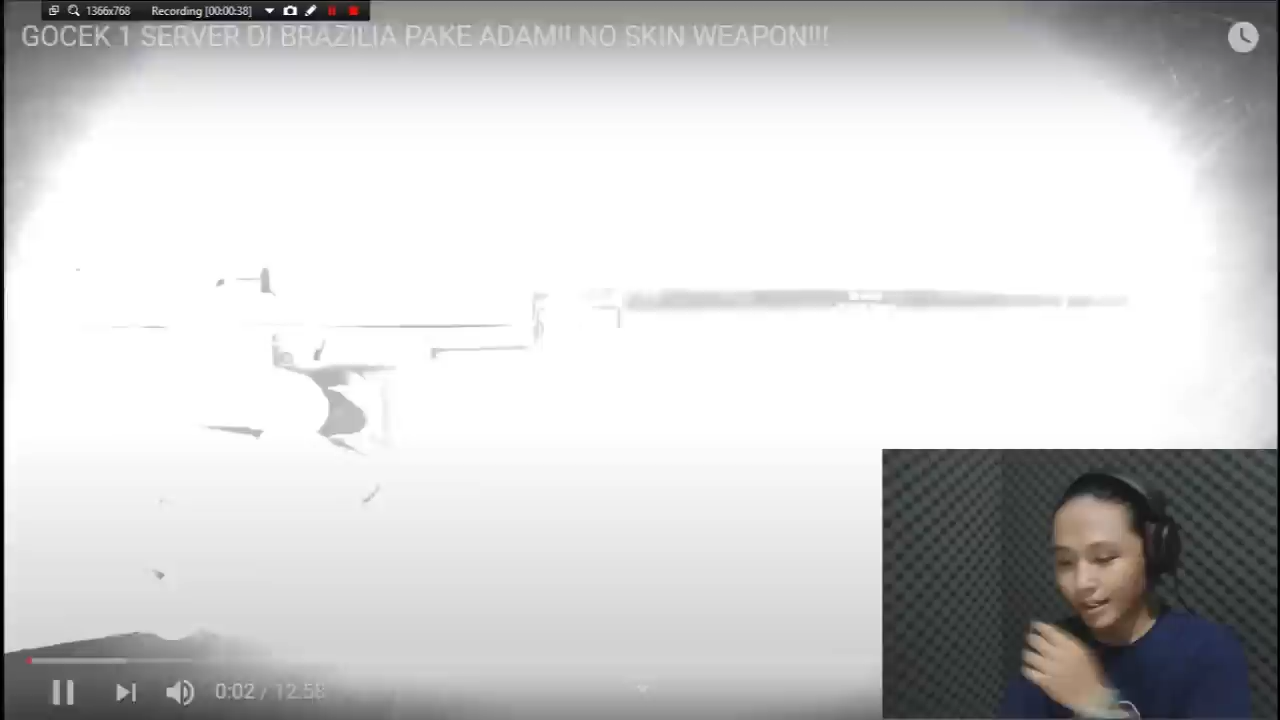 1366x768 Recording [00:00:38]
GOCEK 1 SERVER DI BRAZILIA PAKE ADAM!! NO SKIN WEAPON!!!
0:02 / 12:58